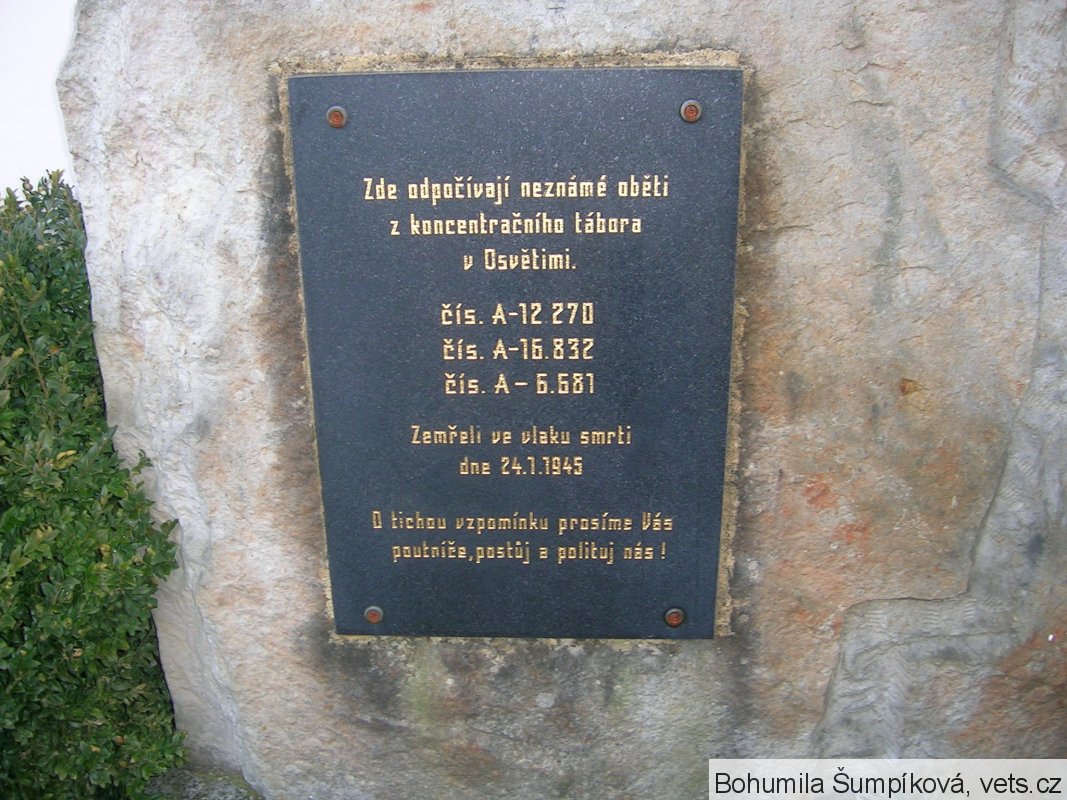 Zde odpočívají neznámé oběti
z koncentračního tábora
v Osvětimi.
čís. A-12 270
čís. A-16.832
čís. A- 6.681
Zemřeli ve vlaku smrti
dne 24.1.1945
O tichou vzpomínku prosíme Vás
poutníče, postůj a polituj nás!
Bohumila Šumpíková, vets.cz